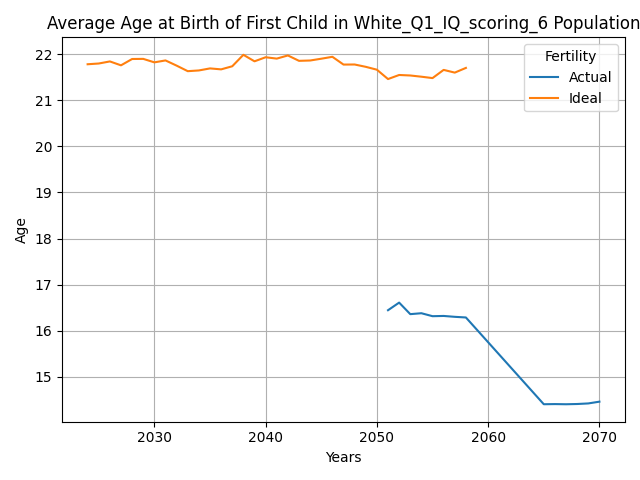 Average Age at Birth of First Child in White_Q1_IQ_scoring_6 Population
Fertility
Actual
Ideal
Age
22
21
20
19
18
17
16
15
2030 2040 2050 2060 2070
Years